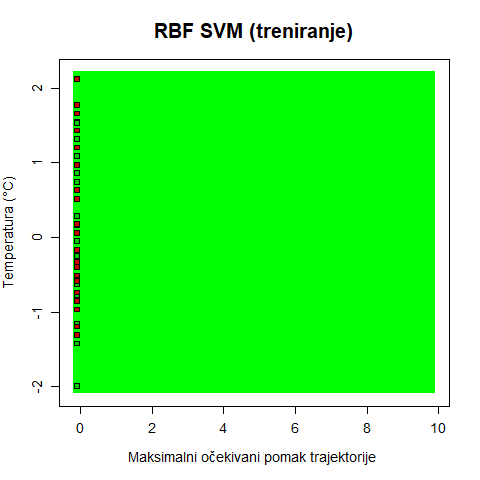 RBF SVM (treniranje)
Temperatura (°C)
2
1
0
-1
-2
0 2 4 6 8 10
Maksimalni očekivani pomak trajektorije